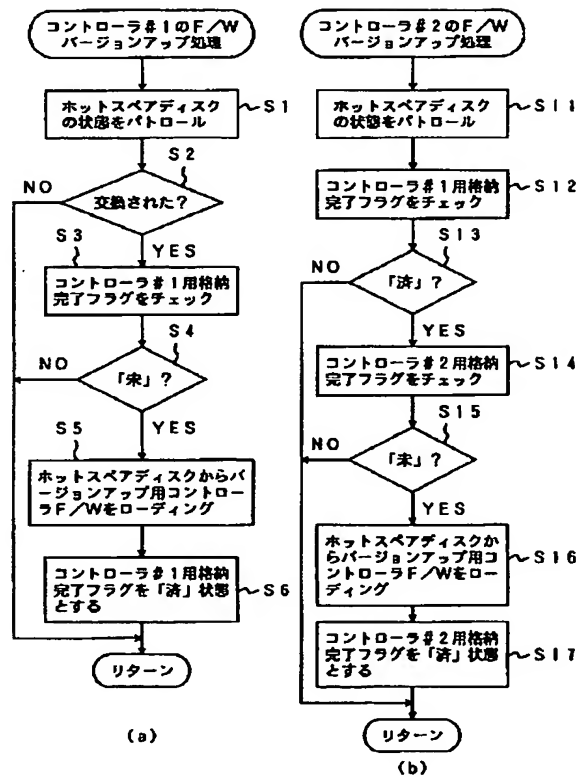 コントローラ#1のF/W
バージョンアップ処理
ホットスペアディスク
の状態をパトロール
S1
S2
NO
交換された?
S3
YES
コントローラ#1用格納
完了フラグをチェック
S4
NO
「未」?
S5
YES
ホットスペアディスクからバ
ージョンアップ用コントロー
ラF/Wをローディング
コントローラ#1用格納
完了フラグを「済」状態
とする
S6
リターン
(a)
コントローラ#2のF/W
バージョンアップ処理
ホットスペアディスク
の状態をパトロール
S11
コントローラ#1用格納
完了フラグをチェック
S12
S13
NO
「済」?
YES
コントローラ#2用格納
完了フラグをチェック
S14
S15
NO
「未」?
YES
ホットスペアディスクか
らバージョンアップ用コ
ントローラF/Wをロー
ディング
S16
コントローラ#2用格納
完了フラグを「済」状態
とする
S17
リターン
(b)